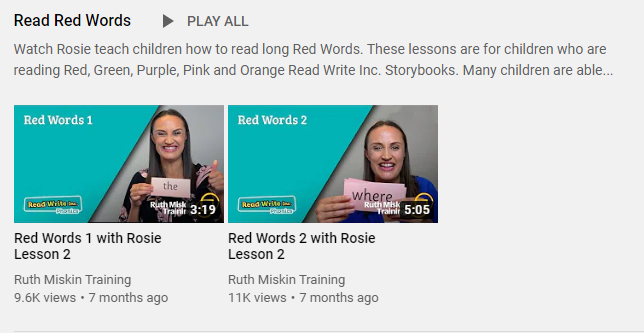 Read Red Words PLAY ALL
Watch Rosie teach children how to read long Red Words. These lessons are for children who are
reading Red, Green, Purple, Pink and Orange Read Write Inc. Storybooks. Many children are able...
Red Words 1
the
Read Write Inc.
Phonics
Ruth Misk
Trainin
3:19
Red Words 2
where
Read Write Inc.
Phonics
Ruth Misk
Traini
5:05
Red Words 1 with Rosie
Lesson 2
Ruth Miskin Training
9.6K views • 7 months ago
Red Words 2 with Rosie
Lesson 2
Ruth Miskin Training
11K views • 7 months ago